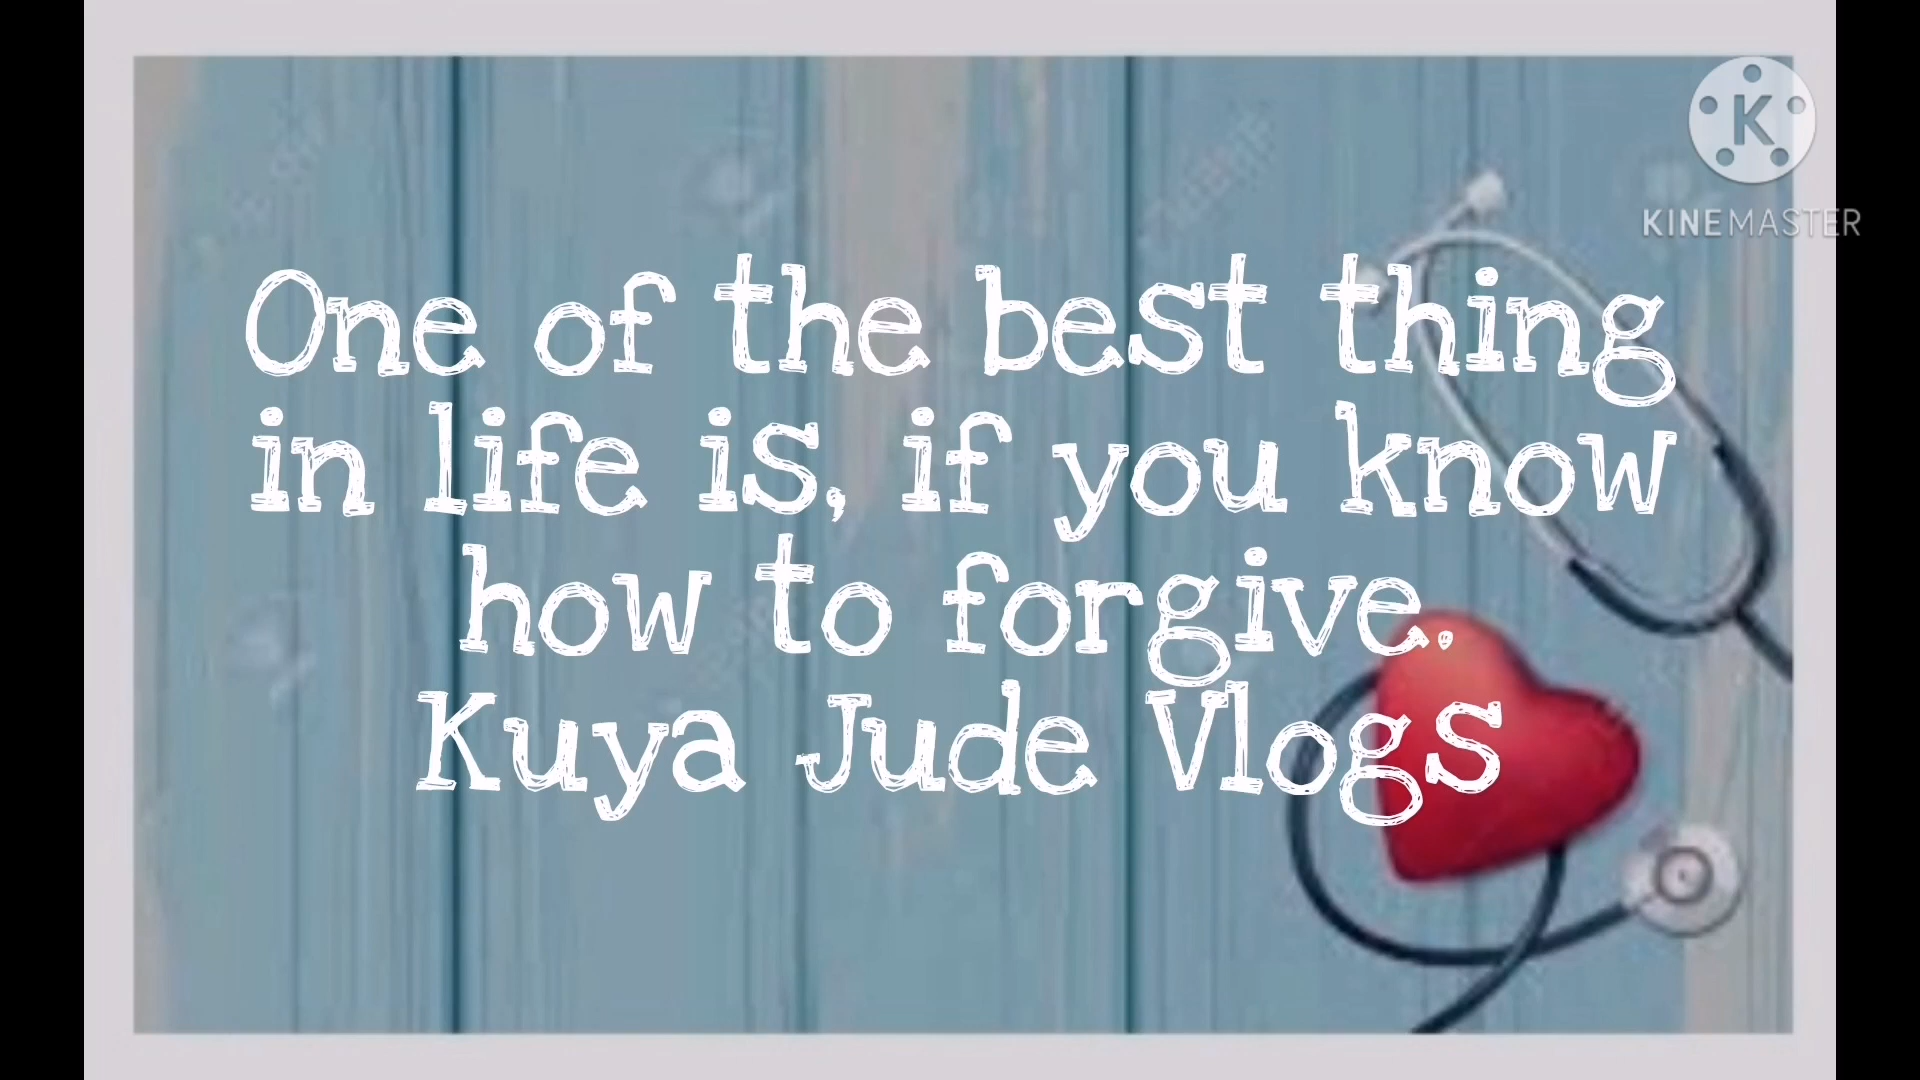 K
KINEMASTER
One of the best thing
in life is, if you know
how to forgive.
Kuya Jude Vlogs